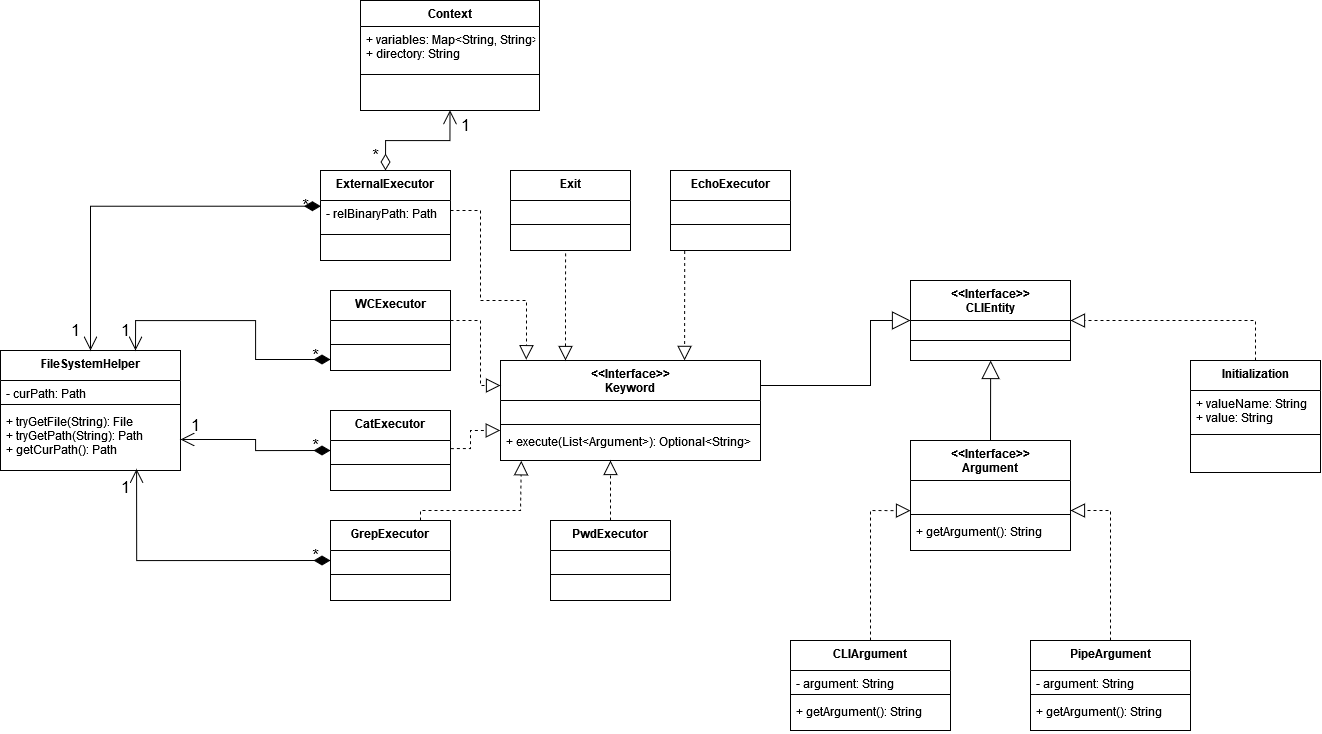 Context
+ variables: Map<String, String>
+ directory: String
1
*
ExternalExecutor
- relBinaryPath: Path
*
Exit
EchoExecutor
WCExecutor
*
1
1
FileSystemHelper
- curPath: Path
+ tryGetFile(String): File
+ tryGetPath(String): Path
+ getCurPath(): Path
1
1
CatExecutor
*
GrepExecutor
*
PwdExecutor
<<Interface>>
Keyword
+ execute(List<Argument>): Optional<String>
<<Interface>>
CLIEntity
Initialization
+ valueName: String
+ value: String
<<Interface>>
Argument
+ getArgument(): String
CLIArgument
- argument: String
+ getArgument(): String
PipeArgument
- argument: String
+ getArgument(): String